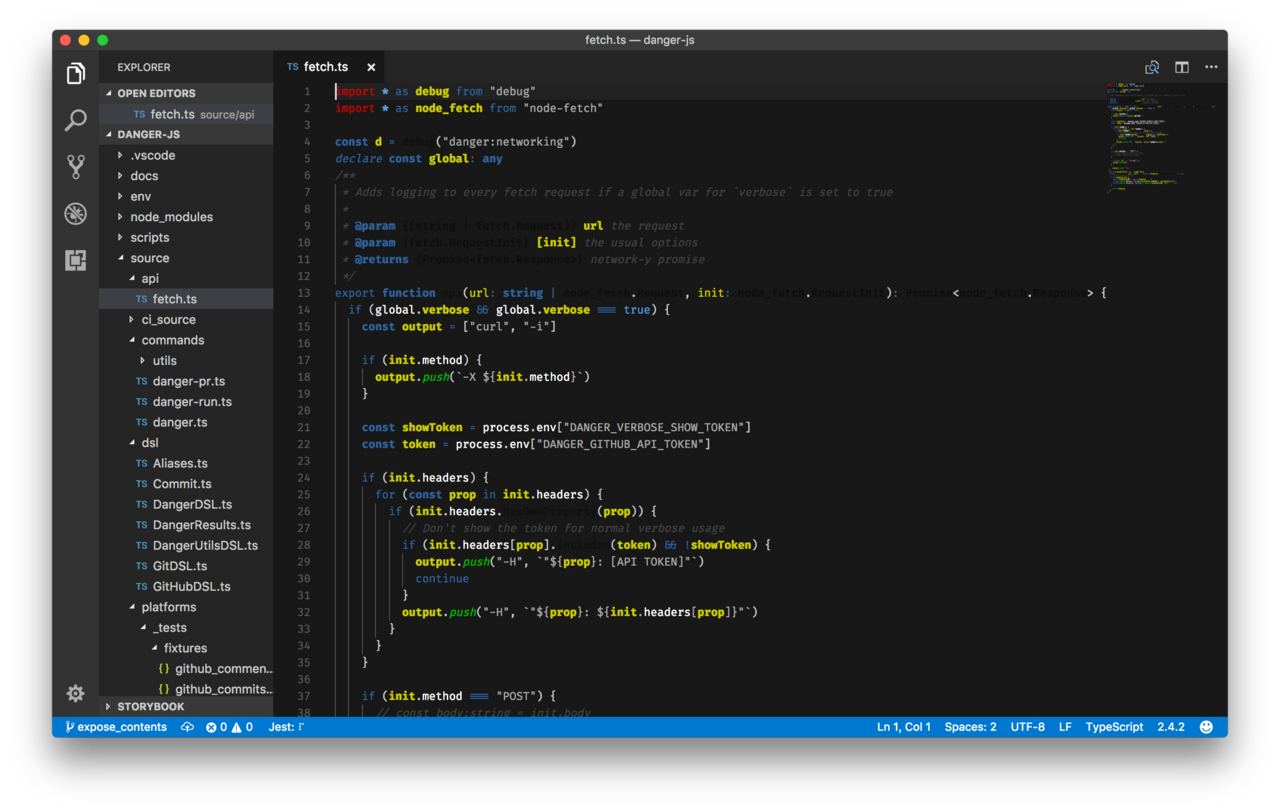 fetch.ts — danger-js
EXPLORER
OPEN EDITORS
TS fetch.ts source/api
DANGER-JS
.vscode
docs
env
node_modules
scripts
source
api
TS fetch.ts
ci_source
commands
utils
TS danger-pr.ts
TS danger-run.ts
TS danger.ts
dsl
TS Aliases.ts
TS Commit.ts
TS DangerDSL.ts
TS DangerResults.ts
TS DangerUtilsDSL.ts
TS GitDSL.ts
TS GitHubDSL.ts
platforms
_tests
fixtures
{} github_commen...
{} github_commits...
STORYBOOK
TS fetch.ts ×
1 import * as debug from "debug"
2 import * as node_fetch from "node-fetch"
3
4 const d = debug("danger:networking")
5 declare const global: any
6 /**
7 * Adds logging to every fetch request if a global var for `verbose` is set to true
8 *
9 * @param {(string | fetch.Request)} url the request
10 * @param {fetch.RequestInit} [init] the usual options
11 * @returns {Promise<fetch.Response>} network-y promise
12 */
13 export function api(url: string | node_fetch.Request, init: node_fetch.RequestInit): Promise<node_fetch.Response> {
14 if (global.verbose && global.verbose === true) {
15 const output = ["curl", "-i"]
16
17 if (init.method) {
18 output.push(`-X ${init.method}`)
19 }
20
21 const showToken = process.env["DANGER_VERBOSE_SHOW_TOKEN"]
22 const token = process.env["DANGER_GITHUB_API_TOKEN"]
23
24 if (init.headers) {
25 for (const prop in init.headers) {
26 if (init.headers.hasOwnProperty(prop)) {
27 // Don't show the token for normal verbose usage
28 if (init.headers[prop].includes(token) && !showToken) {
29 output.push("-H", `"${prop}: [API TOKEN]"`)
30 continue
31 }
32 output.push("-H", `"${prop}: ${init.headers[prop]}"`)
33 }
34 }
35 }
36
37 if (init.method === "POST") {
38 // const body:string = init.body
expose_contents 0 0 Jest: Ln 1, Col 1 Spaces: 2 UTF-8 LF TypeScript 2.4.2